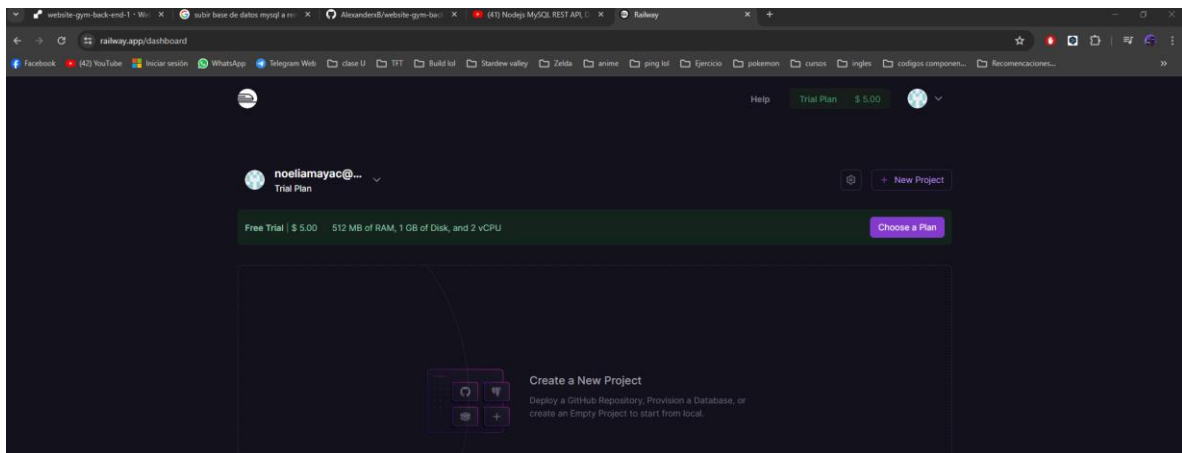 website-gym-back-end-1 - We
subir base de datos mysql a re
AlexanderxB/website-gym-bac
(41) Nodejs MySQL REST API, D
Railway
railway.app/dashboard
Facebook
(42) YouTube
Iniciar sesión
WhatsApp
Telegram Web
clase U
TFT
Build lol
Stardew valley
Zelda
anime
ping lol
Ejercicio
pokemon
cursos
ingles
codigos componen...
Recomencaciones...
Help
Trial Plan $ 5.00
noeliamayac@...
Trial Plan
+ New Project
Free Trial | $ 5.00 512 MB of RAM, 1 GB of Disk, and 2 vCPU
Choose a Plan
Create a New Project
Deploy a GitHub Repository, Provision a Database, or
create an Empty Project to start from local.